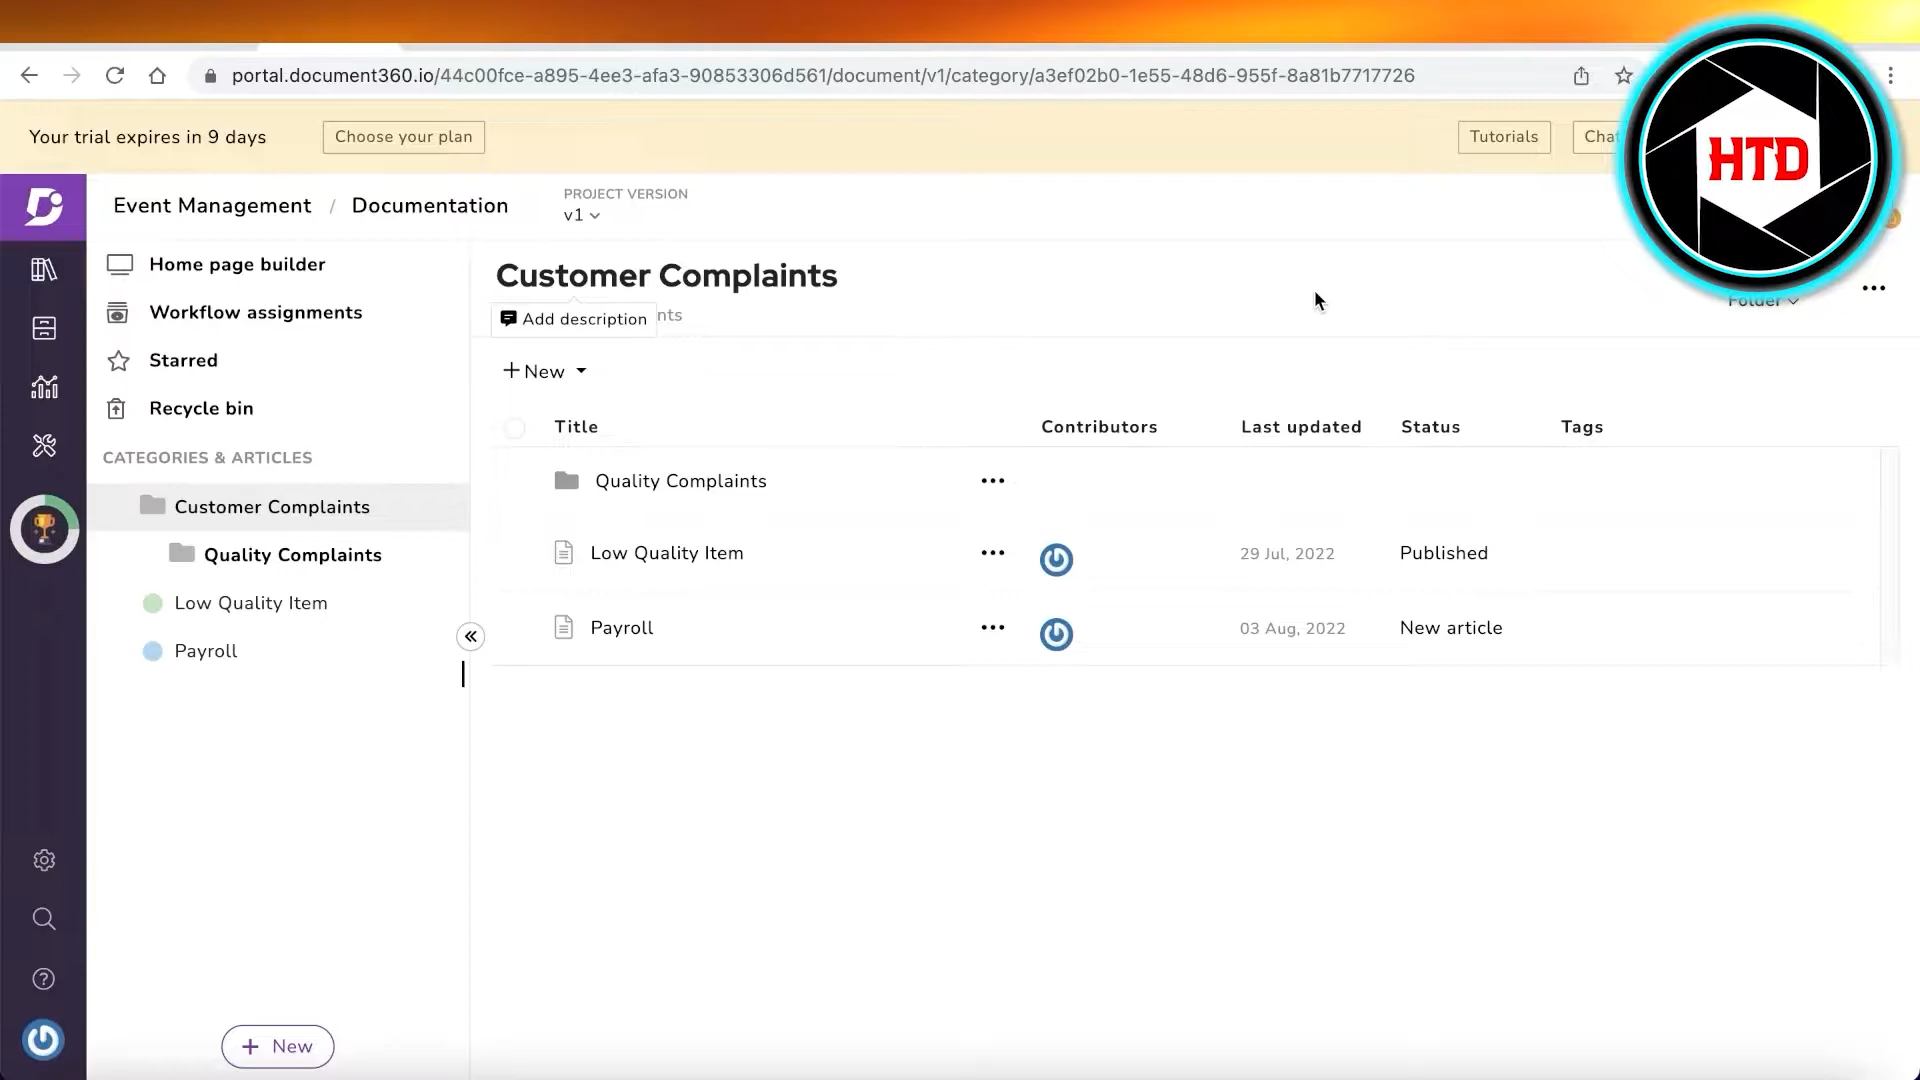 portal.document360.io/44c00fce-a895-4ee3-afa3-90853306d561/document/v1/category/a3ef02b0-1e55-48d6-955f-8a81b7717726
Your trial expires in 9 days
Choose your plan
Tutorials
Chat
HTD
Event Management / Documentation
PROJECT VERSION
v1
Home page builder
Workflow assignments
Starred
Recycle bin
CATEGORIES & ARTICLES
Customer Complaints
Quality Complaints
Low Quality Item
Payroll
+ New
Customer Complaints
Add description
nts
Folder
+ New
Title Contributors Last updated Status Tags
Quality Complaints
Low Quality Item 29 Jul, 2022 Published
Payroll 03 Aug, 2022 New article